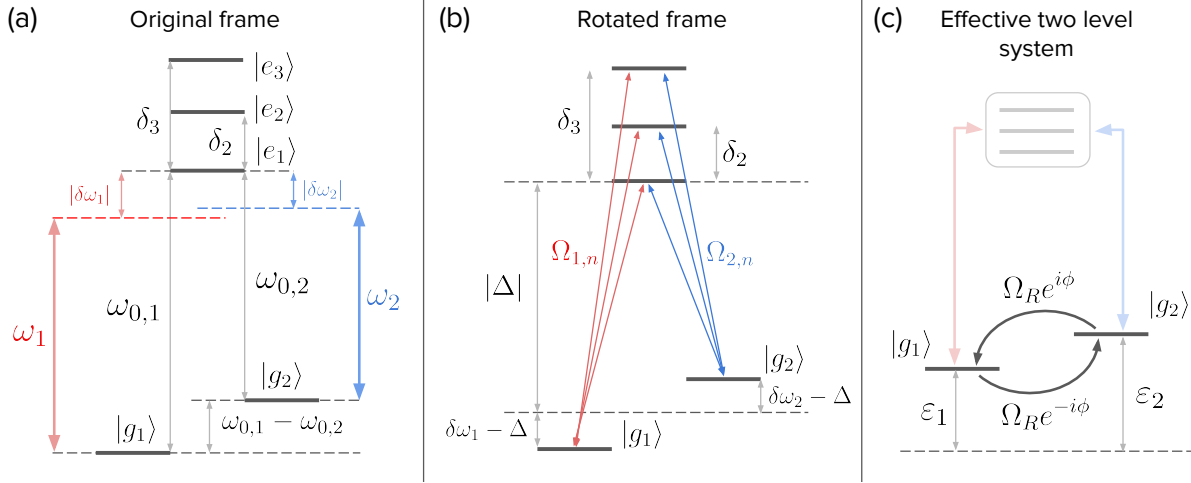 (a)
Original frame
|e₃⟩
|e₂⟩
|e₁⟩
δ₃
δ₂
|δω₁|
|δω₂|
ω₁
ω₀,₁
ω₀,₂
ω₂
|g₂⟩
|g₁⟩
ω₀,₁ − ω₀,₂
(b)
Rotated frame
δ₃
δ₂
Ω₁,ₙ
Ω₂,ₙ
|Δ|
|g₂⟩
δω₂ − Δ
δω₁ − Δ
|g₁⟩
(c)
Effective two level
system
Ω_R e^{iϕ}
|g₂⟩
|g₁⟩
ε₁
Ω_R e^{-iϕ}
ε₂